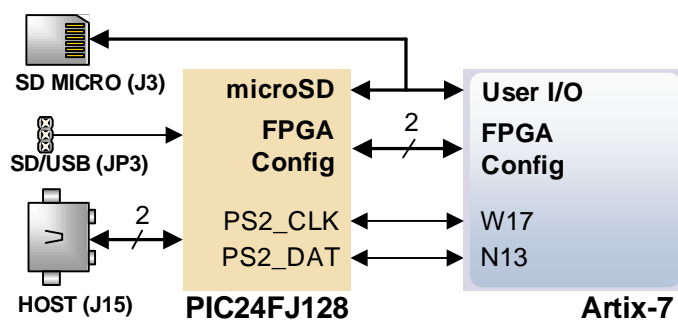 SD MICRO (J3)
microSD
User I/O
2
FPGA
Config
FPGA
Config
SD/USB (JP3)
2
PS2_CLK
W17
PS2_DAT
N13
HOST (J15)
PIC24FJ128
Artix-7